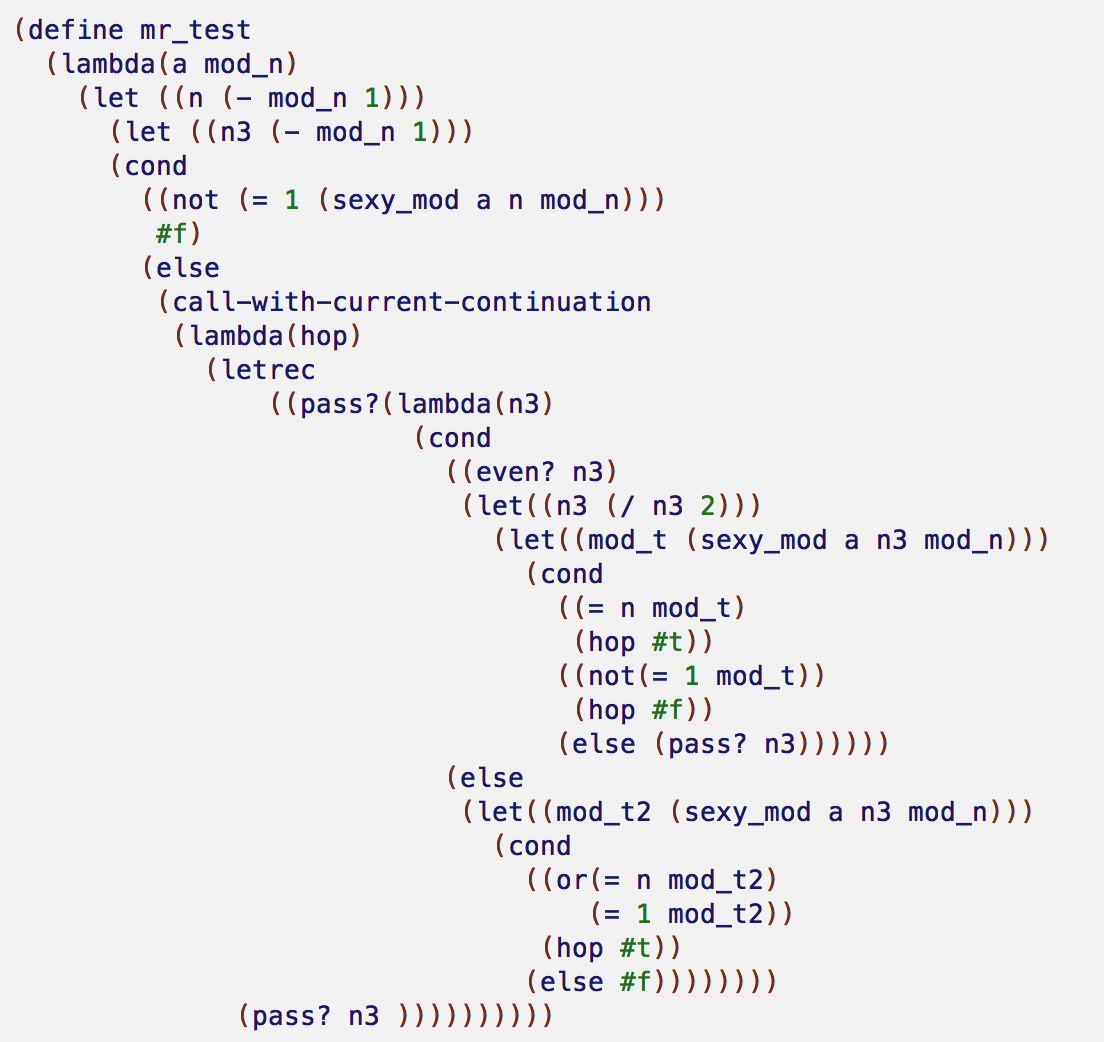 (define mr_test
  (lambda(a mod_n)
    (let ((n (- mod_n 1)))
      (let ((n3 (- mod_n 1)))
      (cond
        ((not (= 1 (sexy_mod a n mod_n)))
         #f)
        (else
         (call-with-current-continuation
          (lambda(hop)
            (letrec
                ((pass?(lambda(n3)
                         (cond
                           ((even? n3)
                            (let((n3 (/ n3 2)))
                              (let((mod_t (sexy_mod a n3 mod_n)))
                                (cond
                                  ((= n mod_t)
                                   (hop #t))
                                  ((not(= 1 mod_t))
                                   (hop #f))
                                  (else (pass? n3))))))
                           (else
                            (let((mod_t2 (sexy_mod a n3 mod_n)))
                              (cond
                                ((or(= n mod_t2)
                                    (= 1 mod_t2))
                                 (hop #t))
                                (else #f))))))))
              (pass? n3 ))))))))))